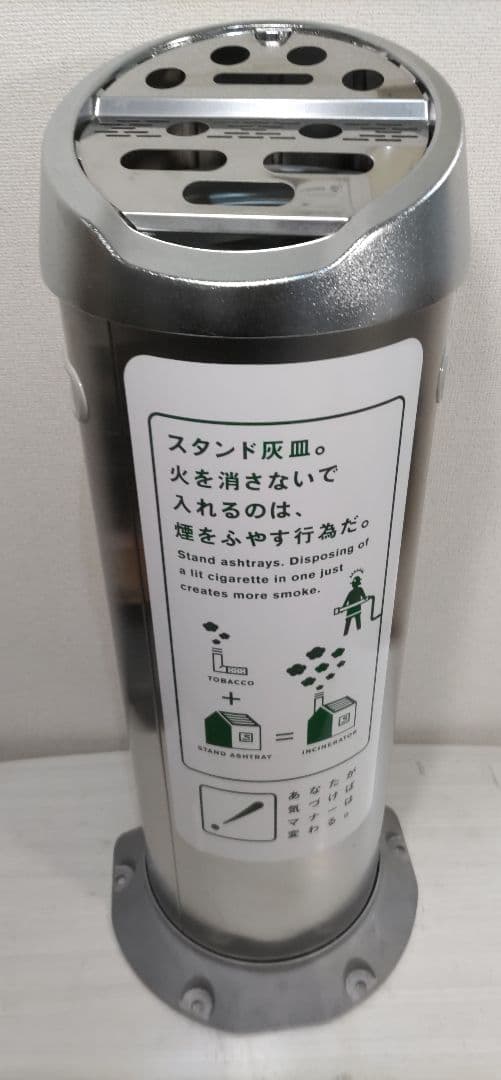 スタンド灰皿。
火を消さないで
入れるのは、
煙をふやす行為だ。
Stand ashtrays. Disposing of
a lit cigarette in one just
creates more smoke.
TOBACCO
+
STAND ASHTRAY
=
INCINERATOR
あなたが
気づけば
マナーは
変わる。